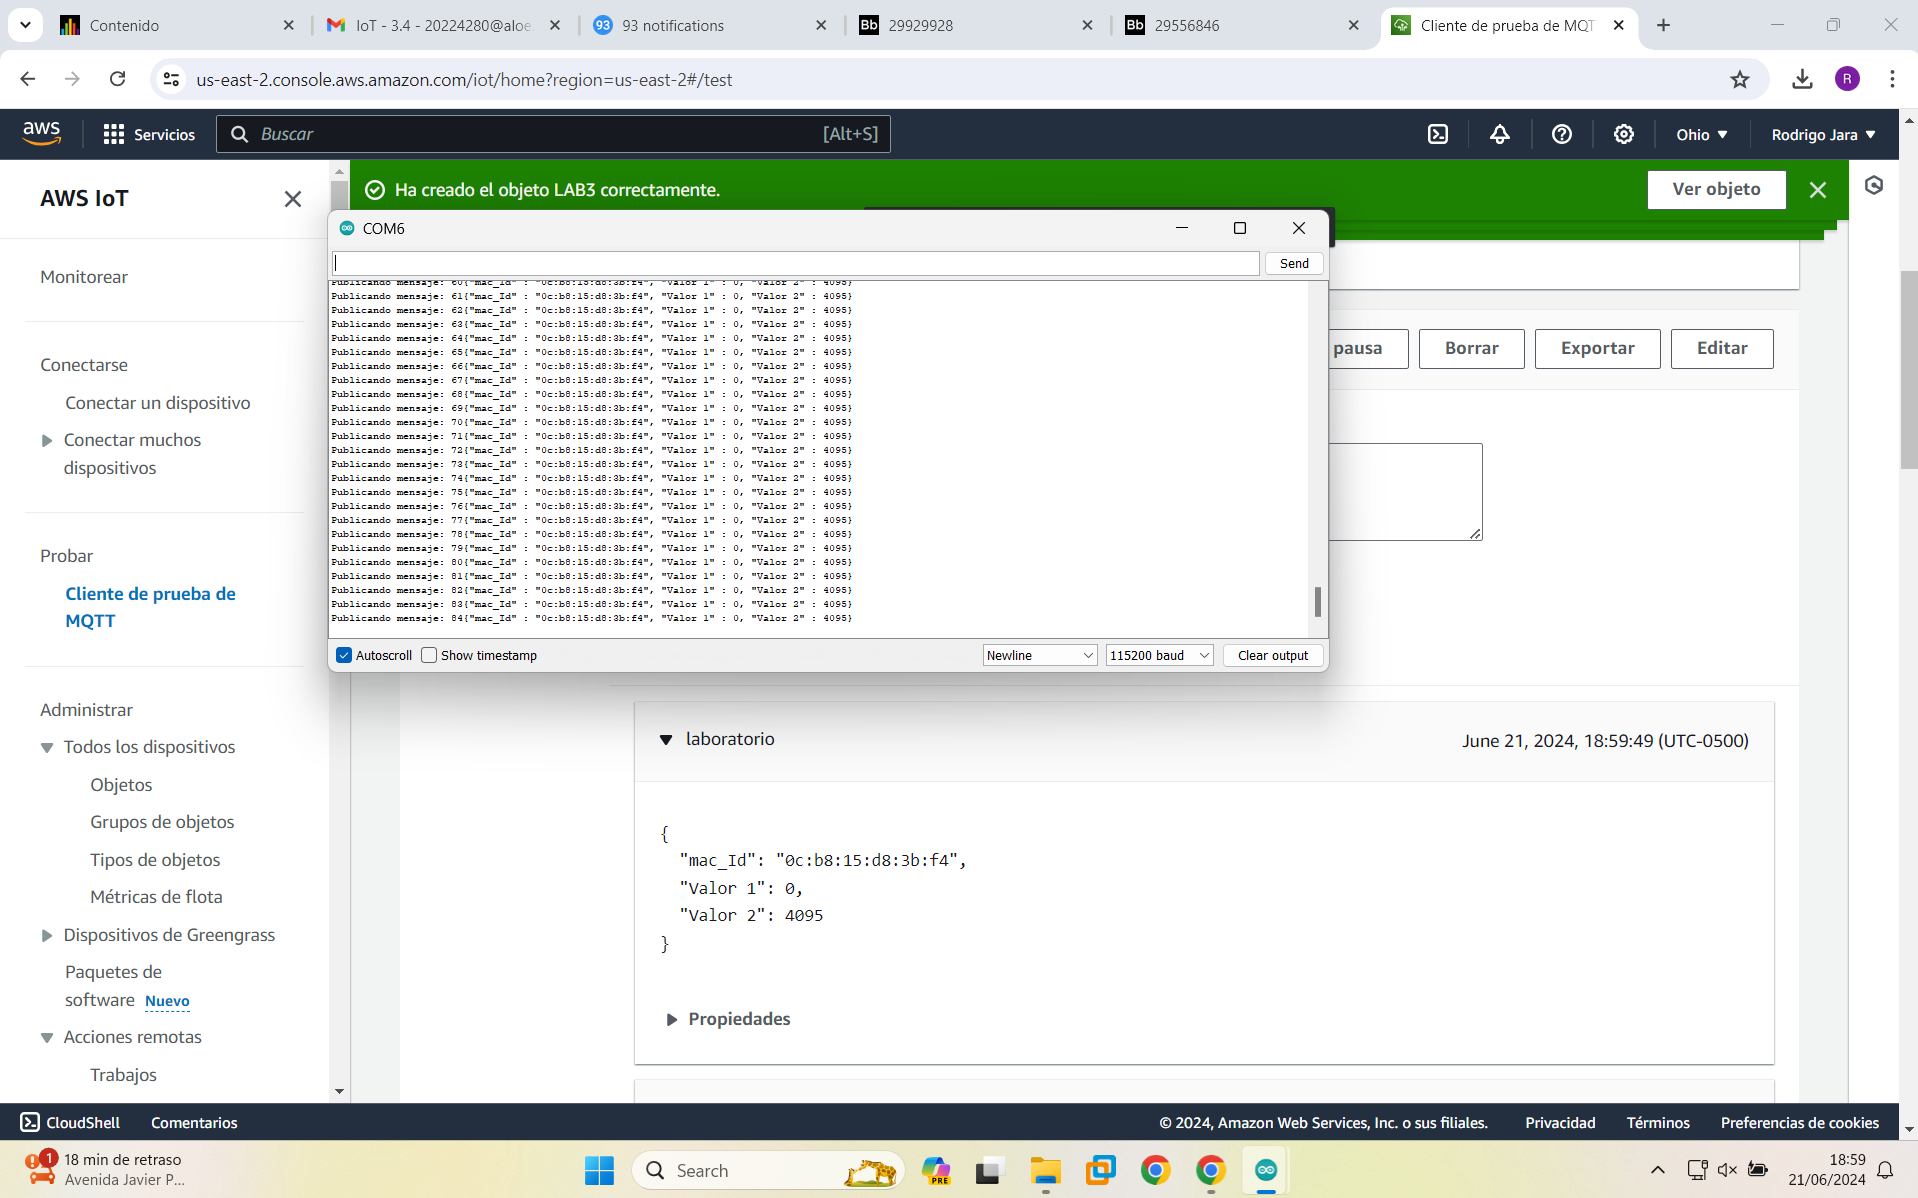 Contenido
IoT - 3.4 - 20224280@aloe
93 notifications
Bb 29929928
Bb 29556846
Cliente de prueba de MQT
us-east-2.console.aws.amazon.com/iot/home?region=us-east-2#/test
R
aws
Servicios
Buscar
[Alt+S]
Ohio
Rodrigo Jara
AWS IoT
Ha creado el objeto LAB3 correctamente.
Ver objeto
Monitorear
Conectarse
Conectar un dispositivo
Conectar muchos
dispositivos
Probar
Cliente de prueba de
MQTT
Administrar
Todos los dispositivos
Objetos
Grupos de objetos
Tipos de objetos
Métricas de flota
Dispositivos de Greengrass
Paquetes de
software Nuevo
Acciones remotas
Trabajos
COM6
Send
Publicando mensaje: 60{"mac_Id" : "0c:b8:15:d8:3b:f4", "Valor 1" : 0, "Valor 2" : 4095}
Publicando mensaje: 61{"mac_Id" : "0c:b8:15:d8:3b:f4", "Valor 1" : 0, "Valor 2" : 4095}
Publicando mensaje: 62{"mac_Id" : "0c:b8:15:d8:3b:f4", "Valor 1" : 0, "Valor 2" : 4095}
Publicando mensaje: 63{"mac_Id" : "0c:b8:15:d8:3b:f4", "Valor 1" : 0, "Valor 2" : 4095}
Publicando mensaje: 64{"mac_Id" : "0c:b8:15:d8:3b:f4", "Valor 1" : 0, "Valor 2" : 4095}
Publicando mensaje: 65{"mac_Id" : "0c:b8:15:d8:3b:f4", "Valor 1" : 0, "Valor 2" : 4095}
Publicando mensaje: 66{"mac_Id" : "0c:b8:15:d8:3b:f4", "Valor 1" : 0, "Valor 2" : 4095}
Publicando mensaje: 67{"mac_Id" : "0c:b8:15:d8:3b:f4", "Valor 1" : 0, "Valor 2" : 4095}
Publicando mensaje: 68{"mac_Id" : "0c:b8:15:d8:3b:f4", "Valor 1" : 0, "Valor 2" : 4095}
Publicando mensaje: 69{"mac_Id" : "0c:b8:15:d8:3b:f4", "Valor 1" : 0, "Valor 2" : 4095}
Publicando mensaje: 70{"mac_Id" : "0c:b8:15:d8:3b:f4", "Valor 1" : 0, "Valor 2" : 4095}
Publicando mensaje: 71{"mac_Id" : "0c:b8:15:d8:3b:f4", "Valor 1" : 0, "Valor 2" : 4095}
Publicando mensaje: 72{"mac_Id" : "0c:b8:15:d8:3b:f4", "Valor 1" : 0, "Valor 2" : 4095}
Publicando mensaje: 73{"mac_Id" : "0c:b8:15:d8:3b:f4", "Valor 1" : 0, "Valor 2" : 4095}
Publicando mensaje: 74{"mac_Id" : "0c:b8:15:d8:3b:f4", "Valor 1" : 0, "Valor 2" : 4095}
Publicando mensaje: 75{"mac_Id" : "0c:b8:15:d8:3b:f4", "Valor 1" : 0, "Valor 2" : 4095}
Publicando mensaje: 76{"mac_Id" : "0c:b8:15:d8:3b:f4", "Valor 1" : 0, "Valor 2" : 4095}
Publicando mensaje: 77{"mac_Id" : "0c:b8:15:d8:3b:f4", "Valor 1" : 0, "Valor 2" : 4095}
Publicando mensaje: 78{"mac_Id" : "0c:b8:15:d8:3b:f4", "Valor 1" : 0, "Valor 2" : 4095}
Publicando mensaje: 79{"mac_Id" : "0c:b8:15:d8:3b:f4", "Valor 1" : 0, "Valor 2" : 4095}
Publicando mensaje: 80{"mac_Id" : "0c:b8:15:d8:3b:f4", "Valor 1" : 0, "Valor 2" : 4095}
Publicando mensaje: 81{"mac_Id" : "0c:b8:15:d8:3b:f4", "Valor 1" : 0, "Valor 2" : 4095}
Publicando mensaje: 82{"mac_Id" : "0c:b8:15:d8:3b:f4", "Valor 1" : 0, "Valor 2" : 4095}
Publicando mensaje: 83{"mac_Id" : "0c:b8:15:d8:3b:f4", "Valor 1" : 0, "Valor 2" : 4095}
Publicando mensaje: 84{"mac_Id" : "0c:b8:15:d8:3b:f4", "Valor 1" : 0, "Valor 2" : 4095}
Autoscroll
Show timestamp
Newline
115200 baud
Clear output
pausa
Borrar
Exportar
Editar
laboratorio
June 21, 2024, 18:59:49 (UTC-0500)
{
"mac_Id": "0c:b8:15:d8:3b:f4",
"Valor 1": 0,
"Valor 2": 4095
}
Propiedades
CloudShell
Comentarios
© 2024, Amazon Web Services, Inc. o sus filiales.
Privacidad
Términos
Preferencias de cookies
1
18 min de retraso
Avenida Javier P...
Search
PRE
18:59
21/06/2024